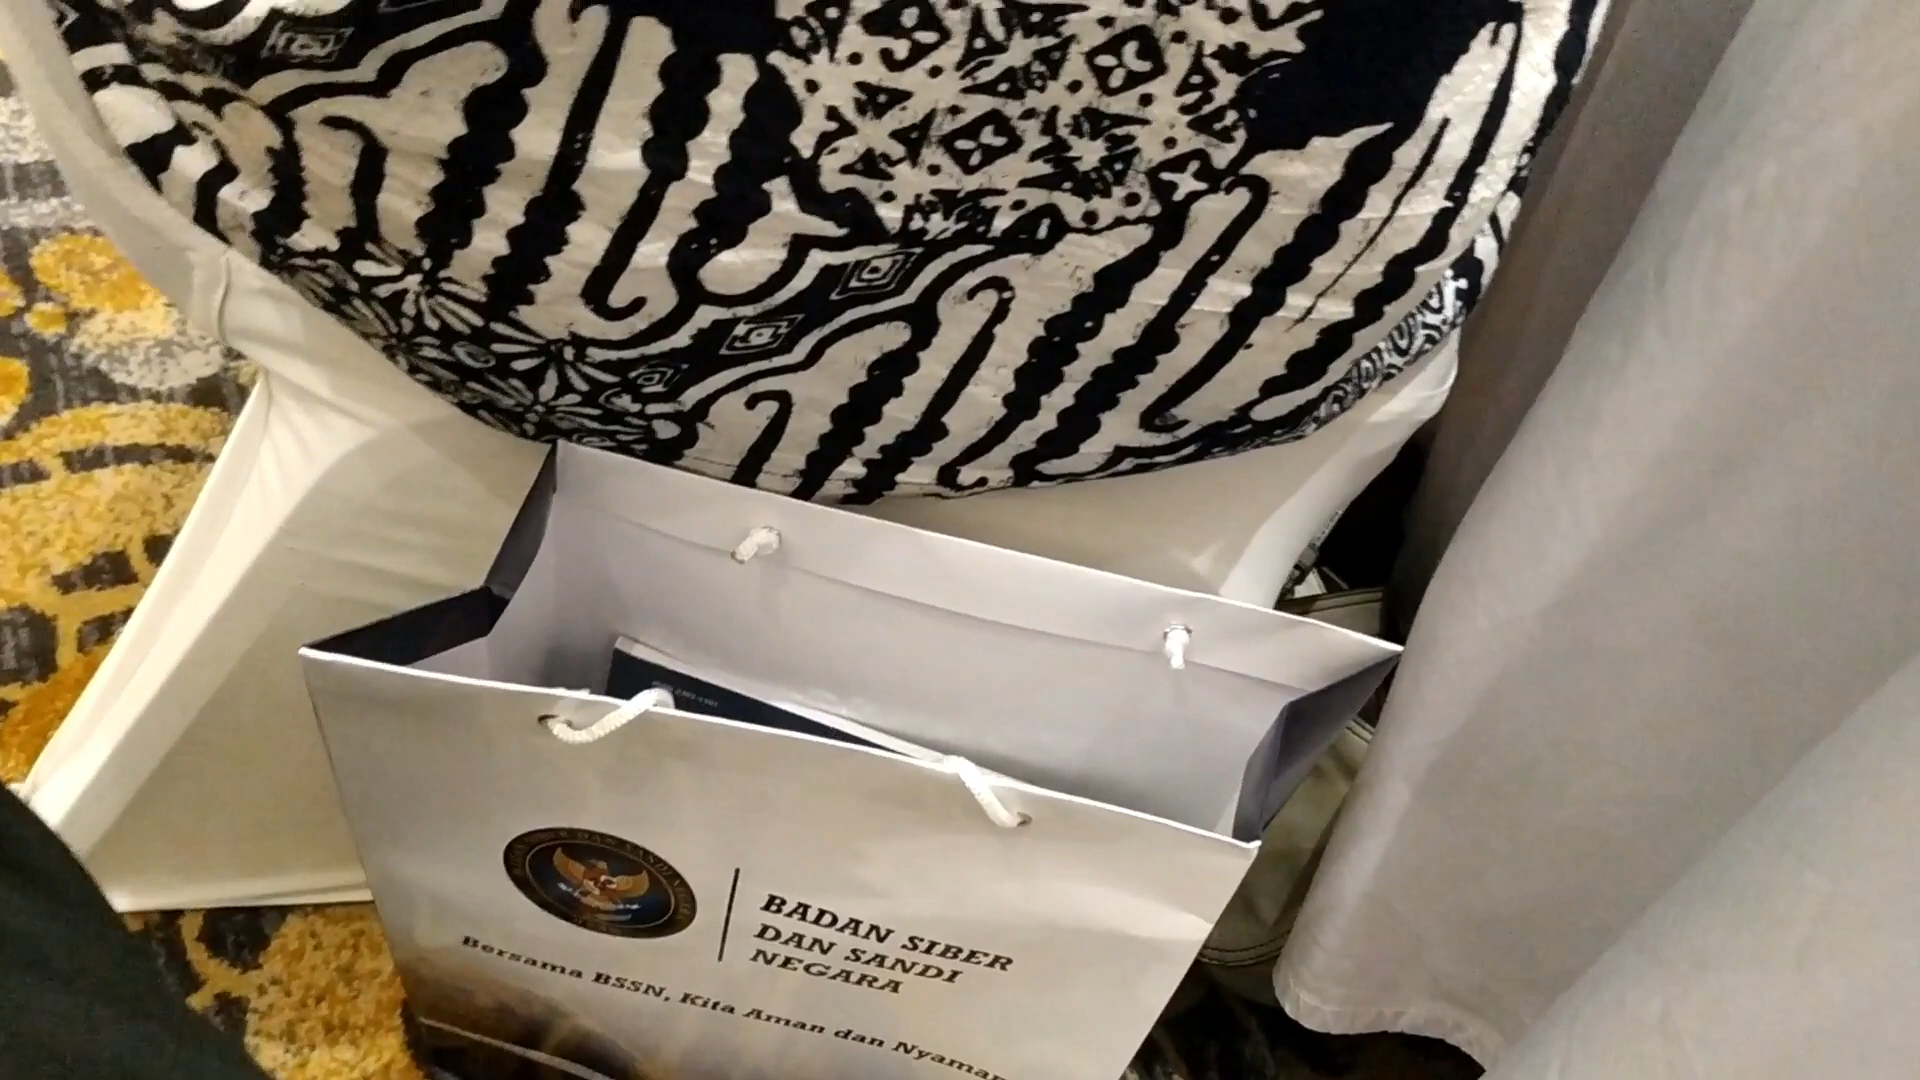 BADAN SIBER
DAN SANDI
NEGARA
Bersama BSSN, Kita Aman dan Nyaman